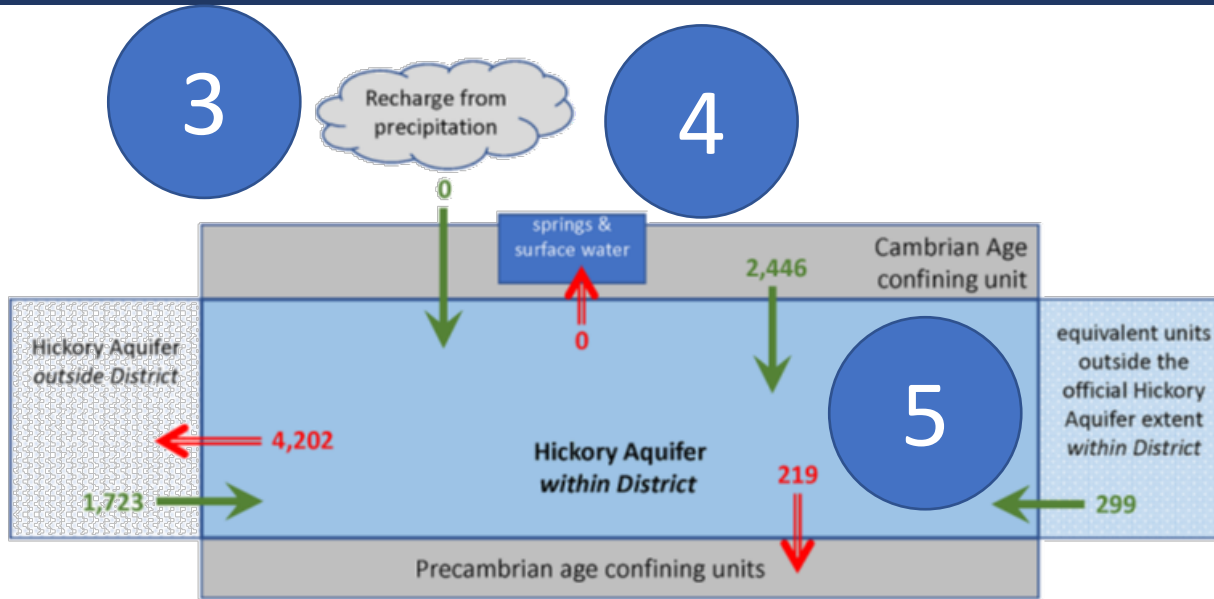 3
Recharge from
precipitation
4
0
springs &
surface water
Cambrian Age
confining unit
2,446
0
Hickory Aquifer
outside District
equivalent units
outside the
official Hickory
Aquifer extent
within District
5
4,202
Hickory Aquifer
within District
219
1,723
299
Precambrian age confining units